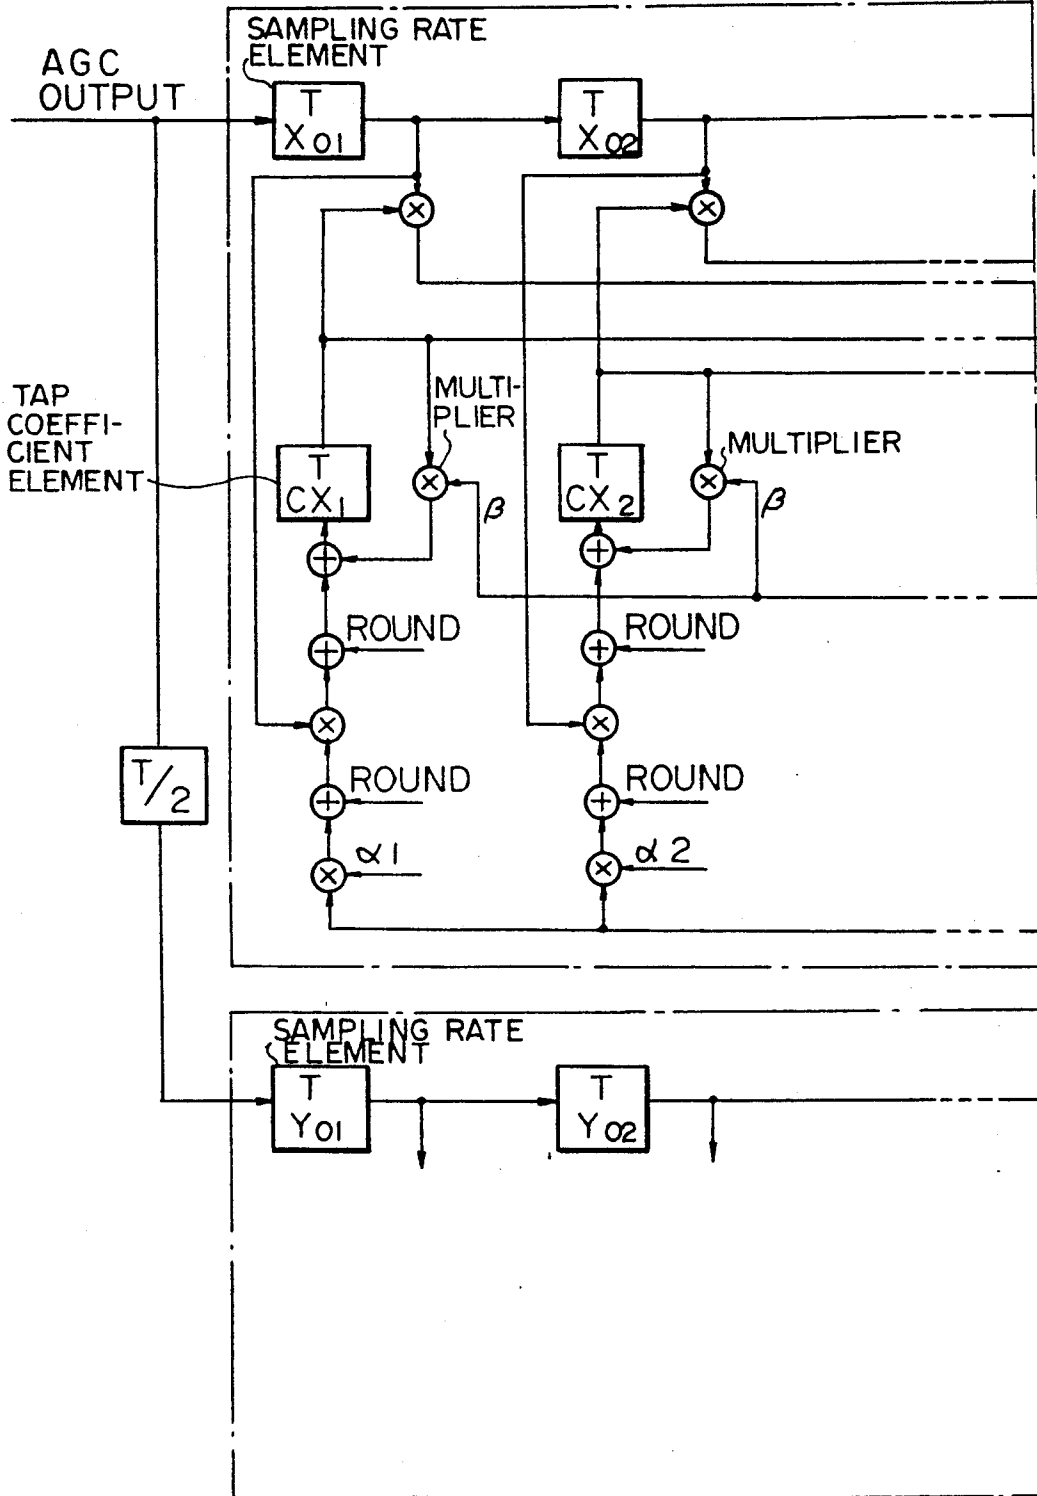 SAMPLING RATE
ELEMENT
AGC
OUTPUT
T
X01
T
X02
TAP
COEFFI-
CIENT
ELEMENT
MULTI-
PLIER
MULTIPLIER
T
CX1
β
T
CX2
β
ROUND
ROUND
T/2
ROUND
ROUND
α1
α2
SAMPLING RATE
ELEMENT
T
Y01
T
Y02